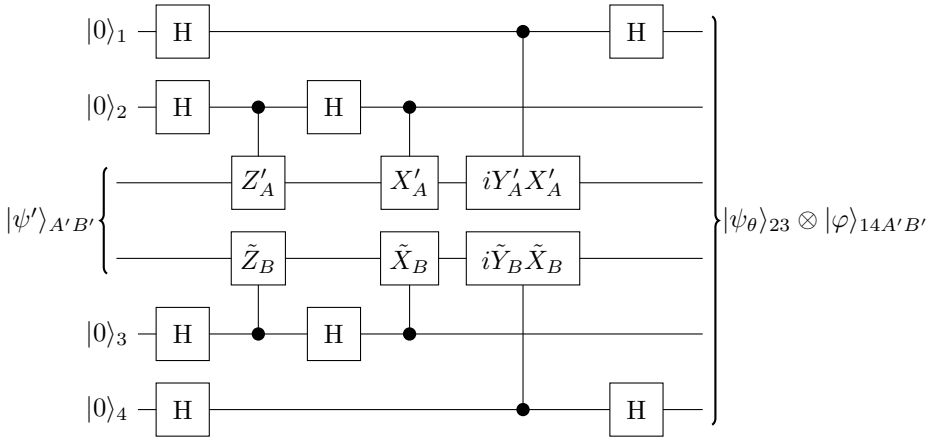 |0⟩₁ H H
|0⟩₂ H H
Z′_A X′_A iY′_A X′_A
|ψ′⟩_A′B′ |ψ_θ⟩₂₃ ⊗ |φ⟩₁₄A′B′
Z̃_B X̃_B iỸ_B X̃_B
|0⟩₃ H H
|0⟩₄ H H